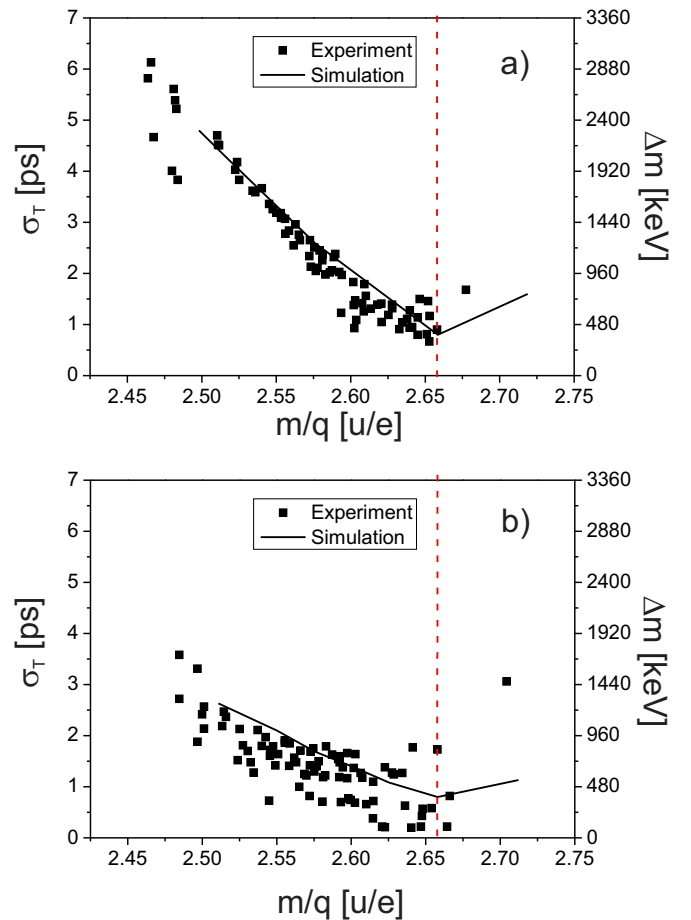 7 3360
Experiment
Simulation
a)
6 2880
5 2400
4 1920
3 1440
2 960
1 480
0 0
σT [ps]
Δm [keV]
2.45 2.50 2.55 2.60 2.65 2.70 2.75
m/q [u/e]
7 3360
Experiment
Simulation
b)
6 2880
5 2400
4 1920
3 1440
2 960
1 480
0 0
σT [ps]
Δm [keV]
2.45 2.50 2.55 2.60 2.65 2.70 2.75
m/q [u/e]